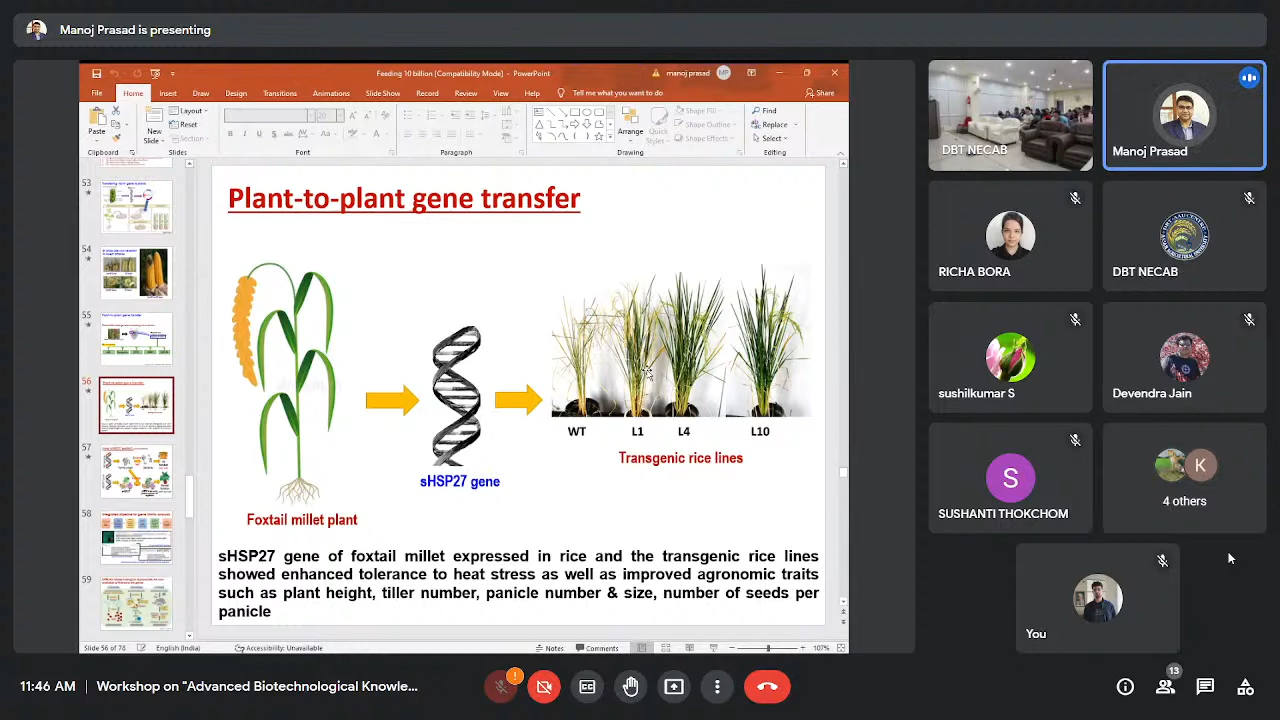 Manoj Prasad is presenting
Feeding 10 billion [Compatibility Mode] - PowerPoint
manoj prasad
MP
File Home Insert Draw Design Transitions Animations Slide Show Record Review View Help Tell me what you want to do Share
Paste
New
Slide
Layout
Reset
Section
20
B I U S
Arrange
Quick
Styles
Shape Fill
Shape Outline
Shape Effects
Find
Replace
Select
Clipboard Slides Font Paragraph Drawing Editing
53
54
55
56
57
58
59
Plant-to-plant gene transfer
WT L1 L4 L10
Transgenic rice lines
sHSP27 gene
Foxtail millet plant
sHSP27 gene of foxtail millet expressed in rice and the transgenic rice lines
showed enhanced tolerance to heat stress as well as improved agronomic traits
such as plant height, tiller number, panicle number & size, number of seeds per
panicle
Slide 56 of 78 English (India) Accessibility: Unavailable Notes Comments 107%
DBT NECAB
Manoj Prasad
RICHA BORA
DBT NECAB
sushilkumar S
Devendra Jain
S
SUSHANTI THOKCHOM
K
4 others
You
11:46 AM | Workshop on "Advanced Biotechnological Knowle...
13